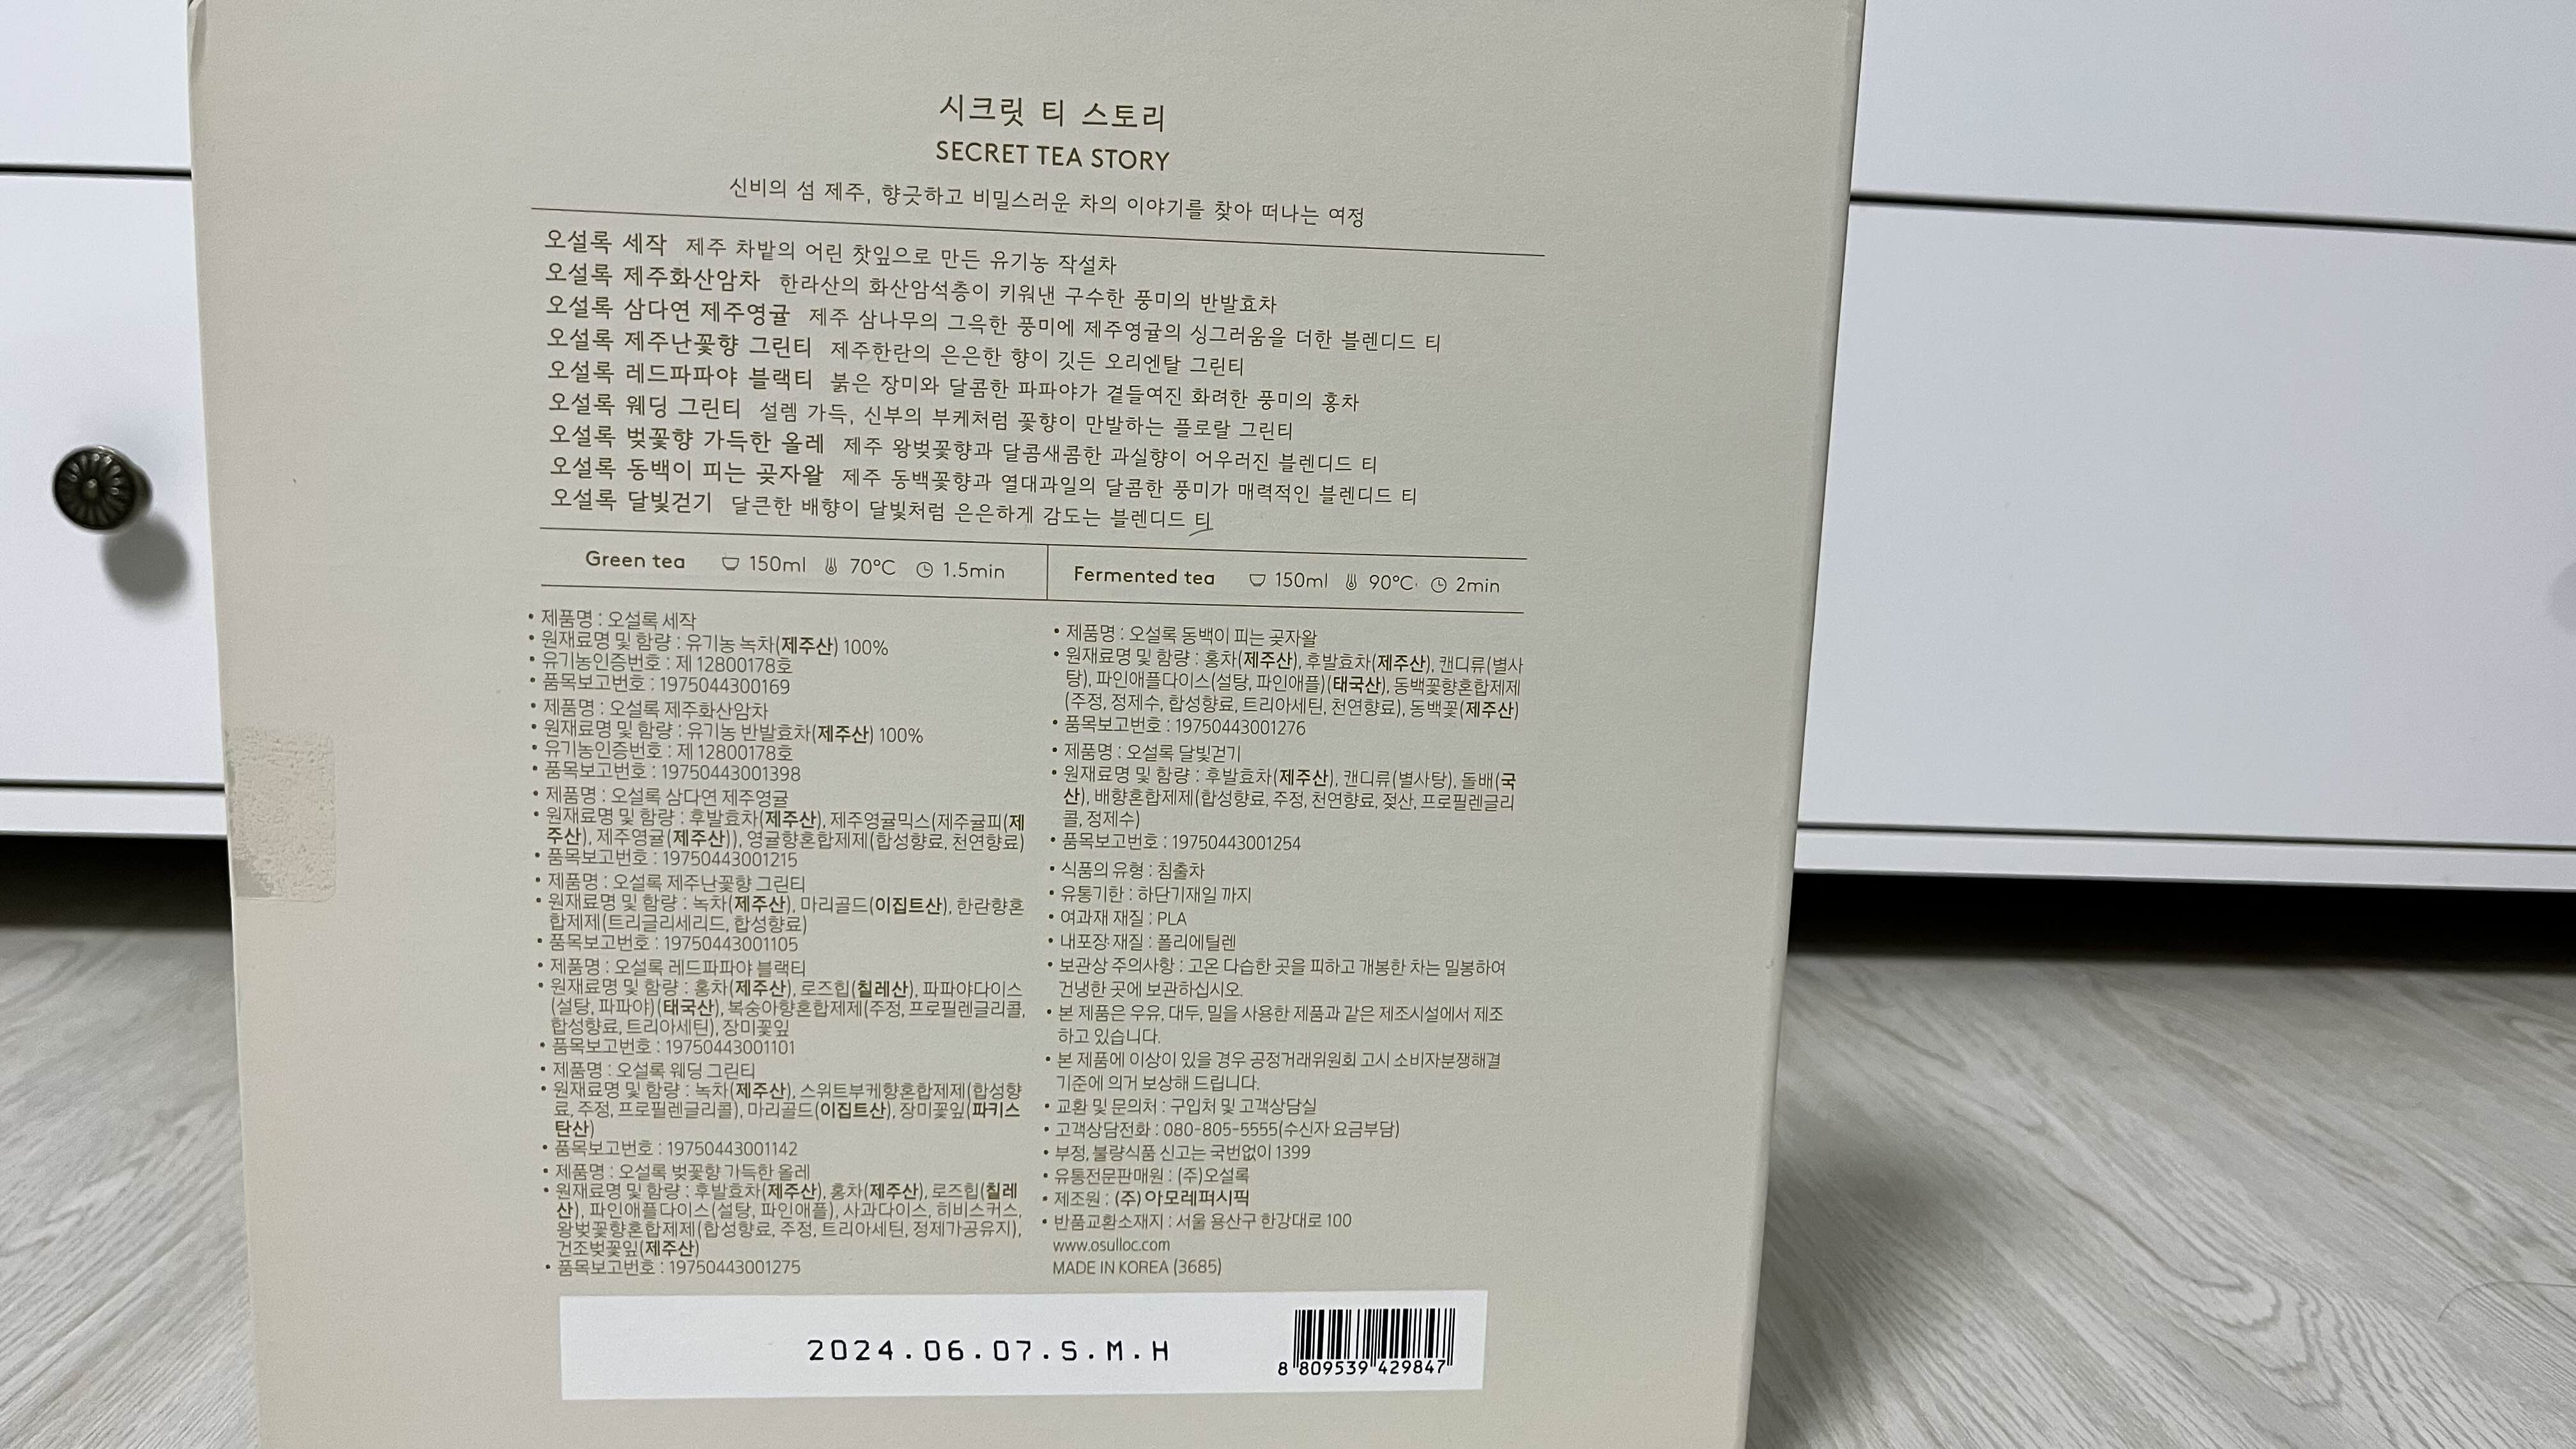 시크릿 티 스토리
SECRET TEA STORY
신비의 섬 제주, 향긋하고 비밀스러운 차의 이야기를 찾아 떠나는 여정
오설록 세작 제주 차밭의 어린 찻잎으로 만든 유기농 작설차
오설록 제주화산암차 한라산의 화산암석층이 키워낸 구수한 풍미의 반발효차
오설록 삼다연 제주영귤 제주 삼나무의 그윽한 풍미에 제주영귤의 싱그러움을 더한 블렌디드 티
오설록 제주난꽃향 그린티 제주한란의 은은한 향이 깃든 오리엔탈 그린티
오설록 레드파파야 블랙티 붉은 장미와 달콤한 파파야가 곁들여진 화려한 풍미의 홍차
오설록 웨딩 그린티 설렘 가득, 신부의 부케처럼 꽃향이 만발하는 플로랄 그린티
오설록 벚꽃향 가득한 올레 제주 왕벚꽃향과 달콤새콤한 과실향이 어우러진 블렌디드 티
오설록 동백이 피는 곶자왈 제주 동백꽃향과 열대과일의 달콤한 풍미가 매력적인 블렌디드 티
오설록 달빛걷기 달큰한 배향이 달빛처럼 은은하게 감도는 블렌디드 티
Green tea 150ml 70°C 1.5min
Fermented tea 150ml 90°C 2min
• 제품명 : 오설록 세작
• 원재료명 및 함량 : 유기농 녹차(제주산) 100%
• 유기농인증번호 : 제 12800178호
• 품목보고번호 : 1975044300169
• 제품명 : 오설록 제주화산암차
• 원재료명 및 함량 : 유기농 반발효차(제주산) 100%
• 유기농인증번호 : 제 12800178호
• 품목보고번호 : 19750443001398
• 제품명 : 오설록 삼다연 제주영귤
• 원재료명 및 함량 : 후발효차(제주산), 제주영귤믹스(제주귤피(제
주산), 제주영귤(제주산)), 영귤향혼합제제(합성향료, 천연향료)
• 품목보고번호 : 19750443001215
• 제품명 : 오설록 제주난꽃향 그린티
• 원재료명 및 함량 : 녹차(제주산), 마리골드(이집트산), 한란향혼
합제제(트리글리세리드, 합성향료)
• 품목보고번호 : 19750443001105
• 제품명 : 오설록 레드파파야 블랙티
• 원재료명 및 함량 : 홍차(제주산), 로즈힙(칠레산), 파파야다이스
(설탕, 파파야)(태국산), 복숭아향혼합제제(주정, 프로필렌글리콜,
합성향료, 트리아세틴), 장미꽃잎
• 품목보고번호 : 19750443001101
• 제품명 : 오설록 웨딩 그린티
• 원재료명 및 함량 : 녹차(제주산), 스위트부케향혼합제제(합성향
료, 주정, 프로필렌글리콜), 마리골드(이집트산), 장미꽃잎(파키스
탄산)
• 품목보고번호 : 19750443001142
• 제품명 : 오설록 벚꽃향 가득한 올레
• 원재료명 및 함량 : 후발효차(제주산), 홍차(제주산), 로즈힙(칠레
산), 파인애플다이스(설탕, 파인애플), 사과다이스, 히비스커스,
왕벚꽃향혼합제제(합성향료, 주정, 트리아세틴, 정제가공유지),
건조벚꽃잎(제주산)
• 품목보고번호 : 19750443001275
• 제품명 : 오설록 동백이 피는 곶자왈
• 원재료명 및 함량 : 홍차(제주산), 후발효차(제주산), 캔디류(별사
탕), 파인애플다이스(설탕, 파인애플)(태국산), 동백꽃향혼합제제
(주정, 정제수, 합성향료, 트리아세틴, 천연향료), 동백꽃(제주산)
• 품목보고번호 : 19750443001276
• 제품명 : 오설록 달빛걷기
• 원재료명 및 함량 : 후발효차(제주산), 캔디류(별사탕), 돌배(국
산), 배향혼합제제(합성향료, 주정, 천연향료, 젖산, 프로필렌글리
콜, 정제수)
• 품목보고번호 : 19750443001254
• 식품의 유형 : 침출차
• 유통기한 : 하단기재일 까지
• 여과재 재질 : PLA
• 내포장 재질 : 폴리에틸렌
• 보관상 주의사항 : 고온 다습한 곳을 피하고 개봉한 차는 밀봉하여
건냉한 곳에 보관하십시오.
• 본 제품은 우유, 대두, 밀을 사용한 제품과 같은 제조시설에서 제조
하고 있습니다.
• 본 제품에 이상이 있을 경우 공정거래위원회 고시 소비자분쟁해결
기준에 의거 보상해 드립니다.
• 교환 및 문의처 : 구입처 및 고객상담실
• 고객상담전화 : 080-805-5555(수신자 요금부담)
• 부정, 불량식품 신고는 국번없이 1399
• 유통전문판매원 : (주)오설록
• 제조원 : (주) 아모레퍼시픽
• 반품교환소재지 : 서울 용산구 한강대로 100
www.osulloc.com
MADE IN KOREA (3685)
2024.06.07.S.M.H
8 809539 429847